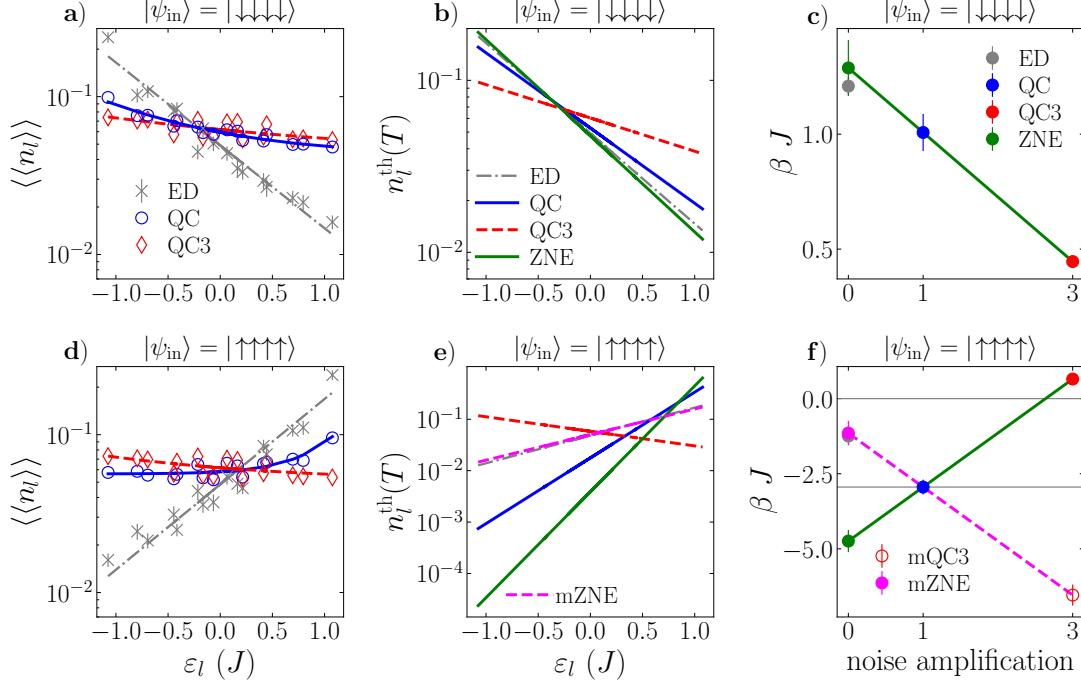 a) |ψin⟩ = |↓↓↓↓⟩
⟨⟨nl⟩⟩
10⁻¹
10⁻²
ED
QC
QC3
−1.0 −0.5 0.0 0.5 1.0
b) |ψin⟩ = |↓↓↓↓⟩
nlth(T)
10⁻¹
10⁻²
ED
QC
QC3
ZNE
−1.0 −0.5 0.0 0.5 1.0
c) |ψin⟩ = |↓↓↓↓⟩
β J
1.0
0.5
ED
QC
QC3
ZNE
0 1 3
d) |ψin⟩ = |↑↑↑↑⟩
⟨⟨nl⟩⟩
10⁻¹
10⁻²
−1.0 −0.5 0.0 0.5 1.0
εl (J)
e) |ψin⟩ = |↑↑↑↑⟩
nlth(T)
10⁻¹
10⁻²
10⁻³
10⁻⁴
mZNE
−1.0 −0.5 0.0 0.5 1.0
εl (J)
f) |ψin⟩ = |↑↑↑↑⟩
β J
0.0
−2.5
−5.0
mQC3
mZNE
0 1 3
noise amplification